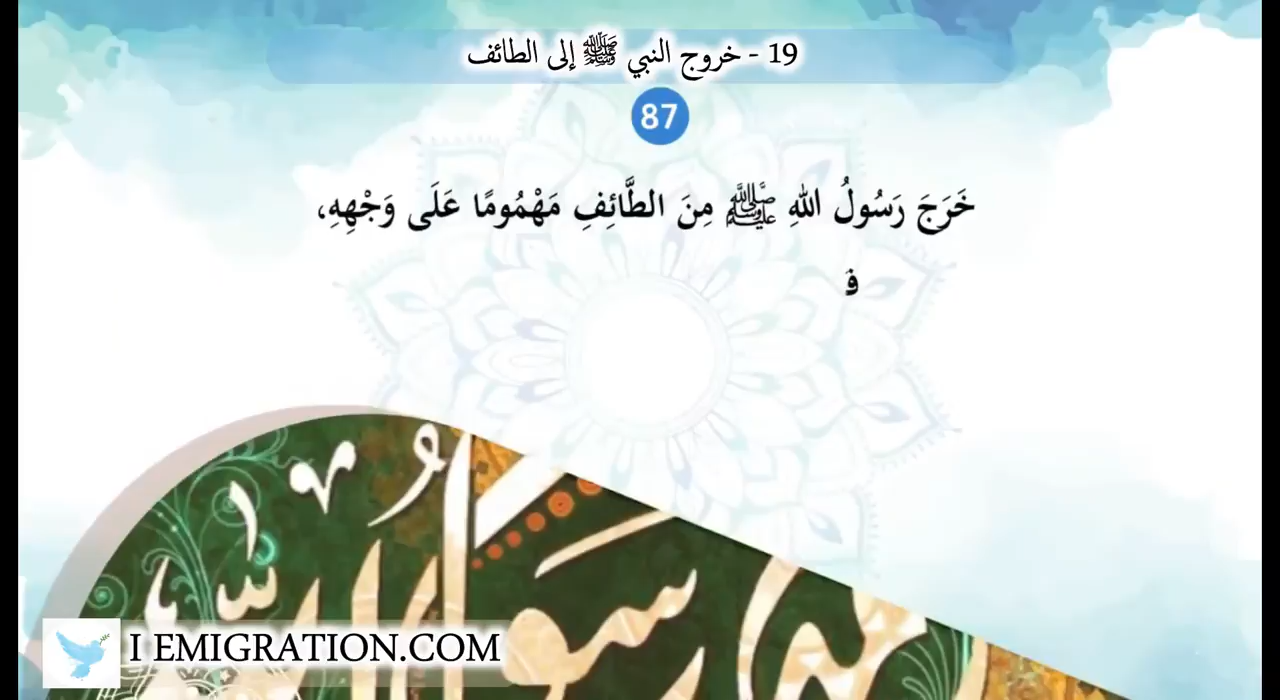 19 - خروج النبي ﷺ إلى الطائف
87
خَرَجَ رَسُولُ اللهِ ﷺ مِنَ الطَّائِفِ مَهْمُومًا عَلَى وَجْهِهِ،
ف
I EMIGRATION.COM